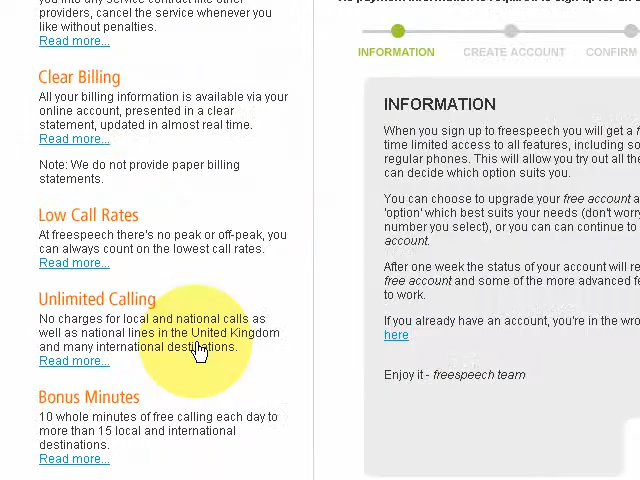 you into any service contract like other
providers, cancel the service whenever you
like without penalties.
Read more...
Clear Billing
All your billing information is available via your
online account, presented in a clear
statement, updated in almost real time.
Read more...
Note: We do not provide paper billing
statements.
Low Call Rates
At freespeech there's no peak or off-peak, you
can always count on the lowest call rates.
Read more...
Unlimited Calling
No charges for local and national calls as
well as national lines in the United Kingdom
and many international destinations.
Read more...
Bonus Minutes
10 whole minutes of free calling each day to
more than 15 local and international
destinations.
Read more...
INFORMATION
CREATE ACCOUNT
CONFIRM
INFORMATION
When you sign up to freespeech you will get a
time limited access to all features, including
regular phones. This will allow you try out all
can decide which option suits you.
You can choose to upgrade your free account
'option' which best suits your needs (don't
number you select), or you can can continue to
account.
After one week the status of your account will
free account and some of the more advanced
to work.
If you already have an account, you're in the
here
Enjoy it - freespeech team